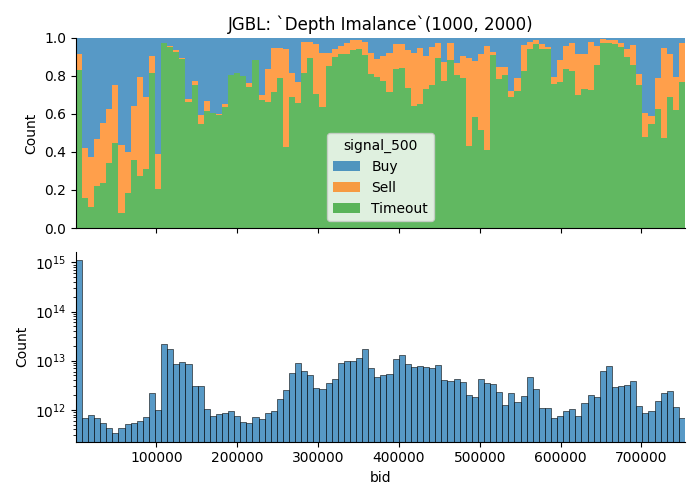 JGBL: `Depth Imalance`(1000, 2000)
1.0
0.8
0.6
0.4
0.2
0.0
Count
signal_500
Buy
Sell
Timeout
10^15
10^14
10^13
10^12
Count
100000 200000 300000 400000 500000 600000 700000
bid